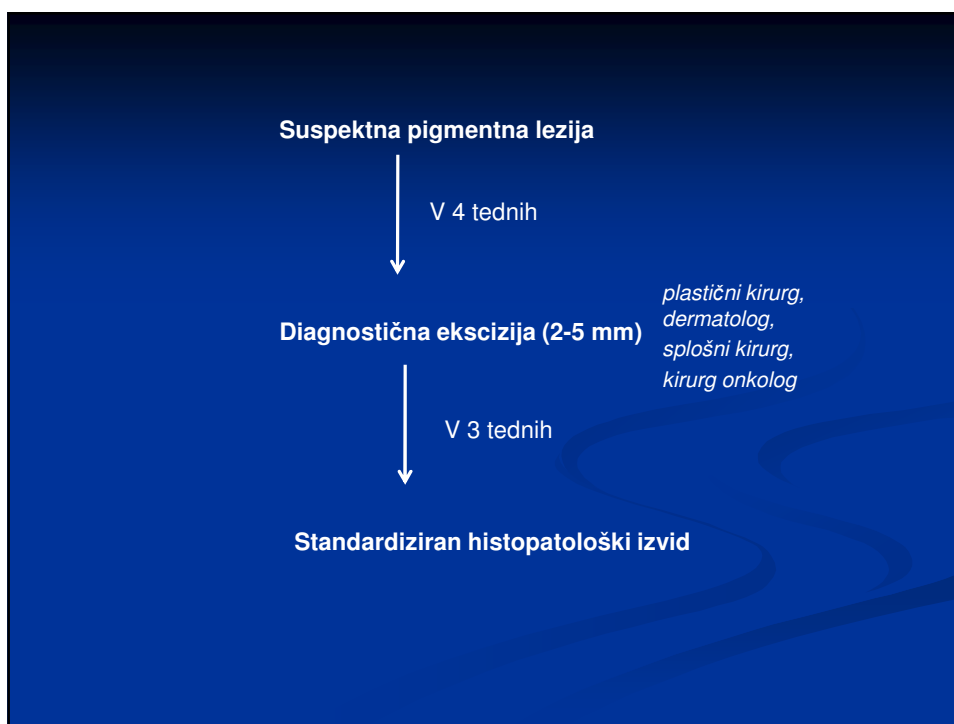 Suspektna pigmentna lezija
V 4 tednih
Diagnostična ekscizija (2-5 mm)
plastični kirurg,
dermatolog,
splošni kirurg,
kirurg onkolog
V 3 tednih
Standardiziran histopatološki izvid